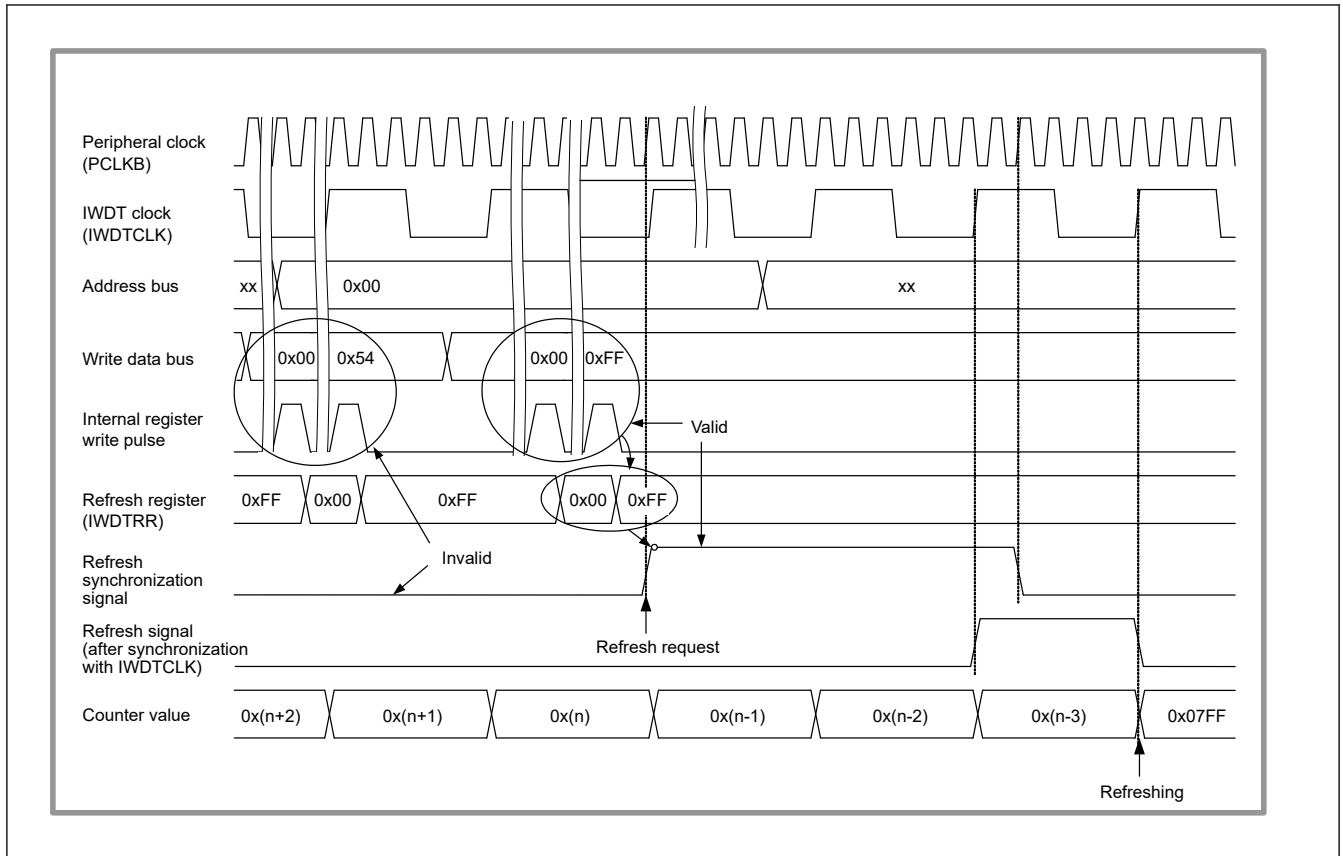 Peripheral clock
(PCLKB)
IWDT clock
(IWDTCLK)
Address bus xx 0x00 xx
Write data bus 0x00 0x54 0x00 0xFF
Internal register
write pulse
Valid
Refresh register
(IWDTRR)
0xFF 0x00 0xFF 0x00 0xFF
Invalid
Refresh
synchronization
signal
Refresh request
Refresh signal
(after synchronization
with IWDTCLK)
Counter value 0x(n+2) 0x(n+1) 0x(n) 0x(n-1) 0x(n-2) 0x(n-3) 0x07FF
Refreshing